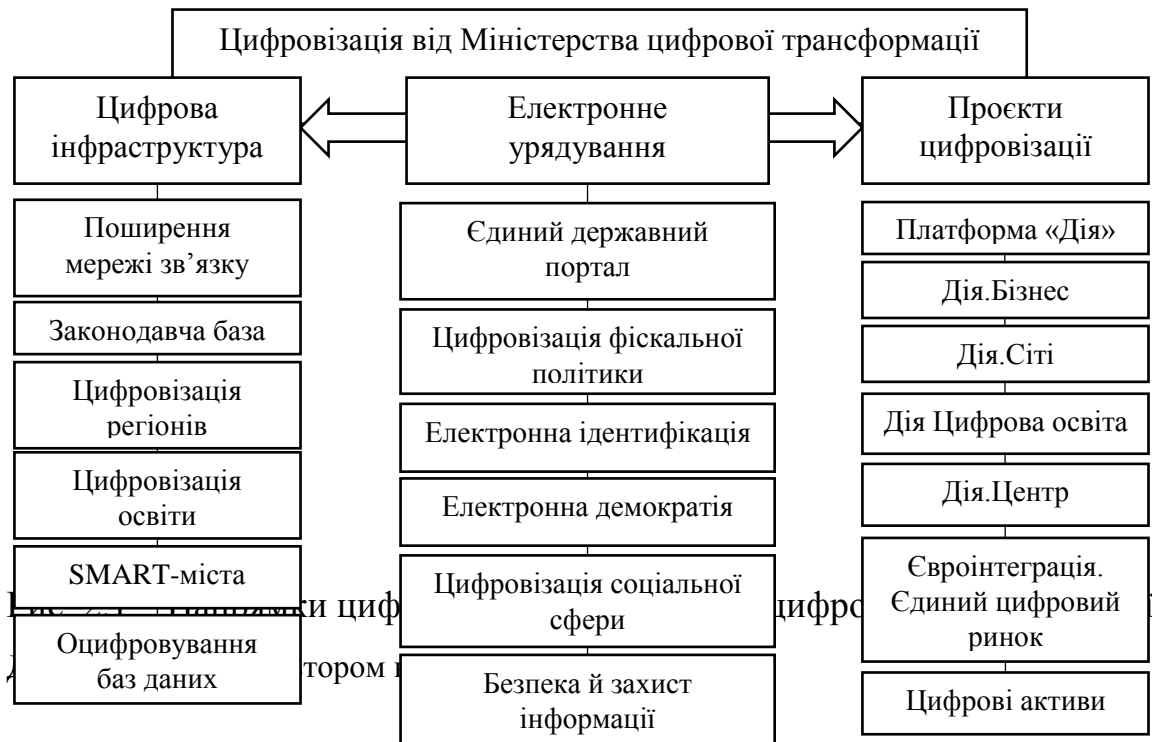 Цифровізація від Міністерства цифрової трансформації
Цифрова
інфраструктура
Поширення
мережі зв’язку
Законодавча база
Цифровізація
регіонів
Цифровізація
освіти
SMART-міста
Оцифровування
баз даних
Електронне
урядування
Єдиний державний
портал
Цифровізація фіскальної
політики
Електронна ідентифікація
Електронна демократія
Цифровізація соціальної
сфери
Безпека й захист
інформації
Проєкти
цифровізації
Платформа «Дія»
Дія.Бізнес
Дія.Сіті
Дія Цифрова освіта
Дія.Центр
Євроінтеграція.
Єдиний цифровий
ринок
Цифрові активи